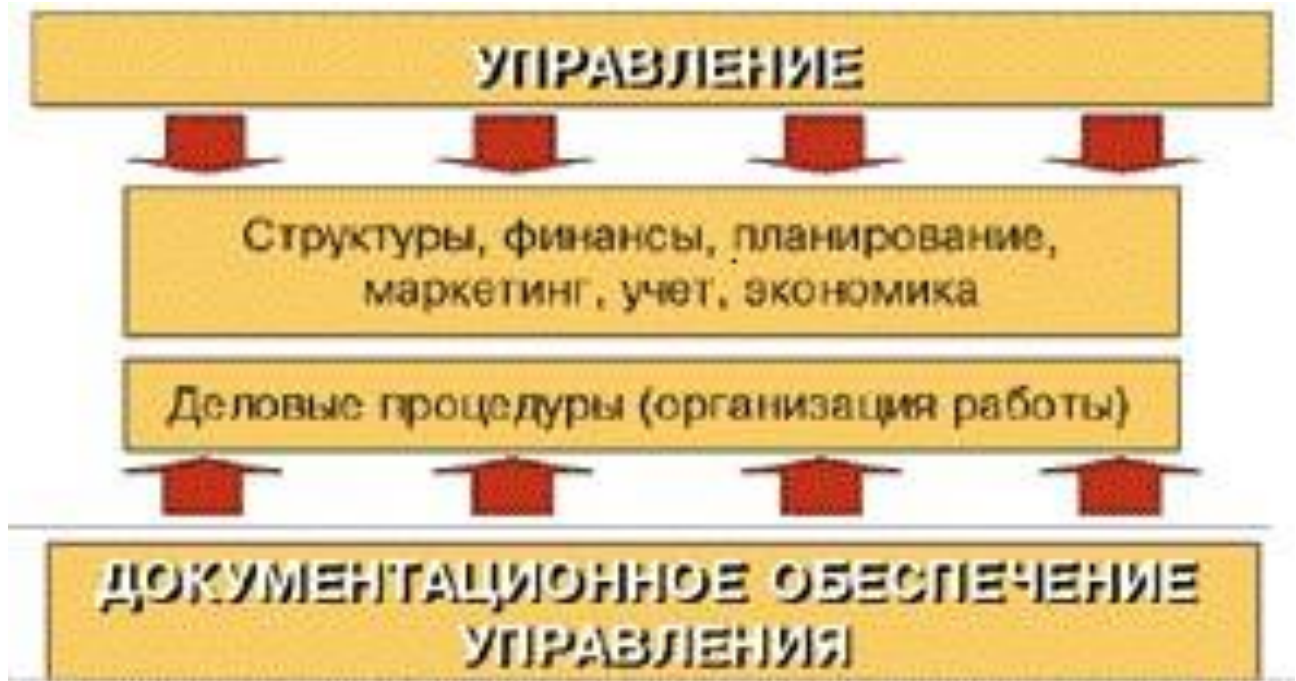 УПРАВЛЕНИЕ
Структуры, финансы, планирование,
маркетинг, учет, экономика
Деловые процедуры (организация работы)
ДОКУМЕНТАЦИОННОЕ ОБЕСПЕЧЕНИЕ
УПРАВЛЕНИЯ